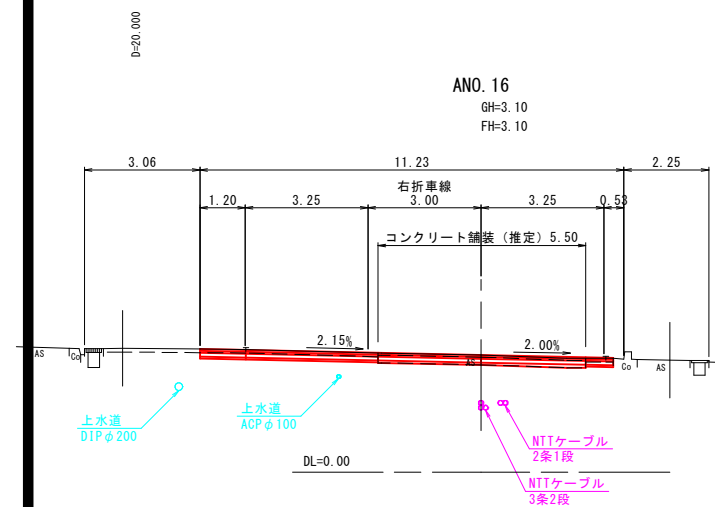 D=20.000
ANO.16
GH=3.10
FH=3.10
3.06
11.23
2.25
右折車線
1.20
3.25
3.00
3.25
0.53
コンクリート舗装（推定）5.50
2.15%
2.00%
AS
Co
AS
Co
AS
上水道
DIPφ200
上水道
ACPφ100
NTTケーブル
2条1段
DL=0.00
NTTケーブル
3条2段